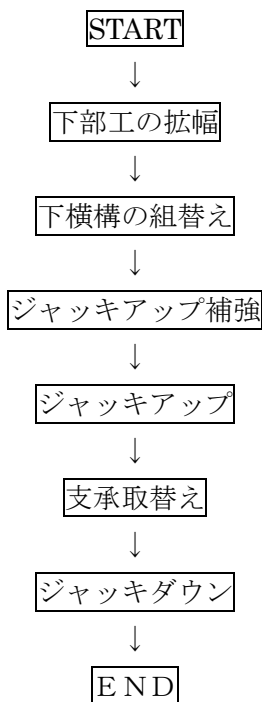 START
↓
下部工の拡幅
↓
下横構の組替え
↓
ジャッキアップ補強
↓
ジャッキアップ
↓
支承取替え
↓
ジャッキダウン
↓
ＥＮＤ